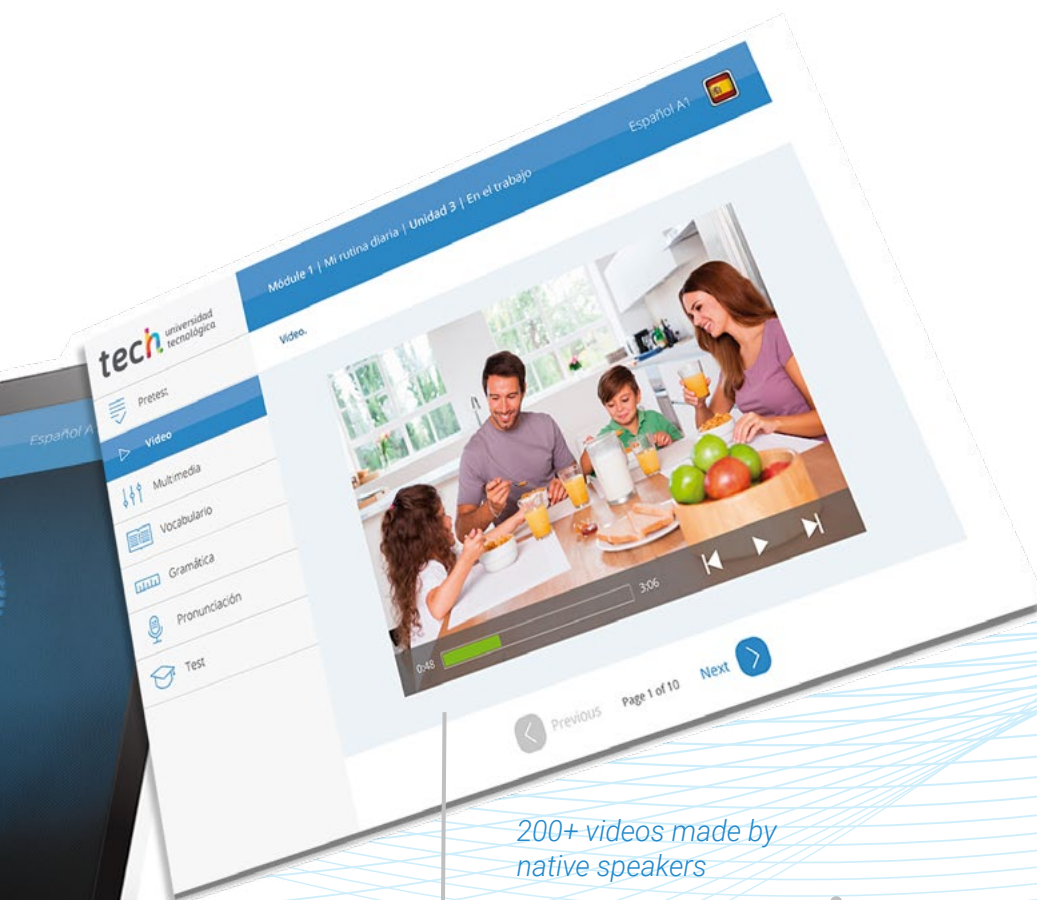 Español A1
Módule 1 | Mi rutina diaria | Unidad 3 | En el trabajo
tech universidad
tecnológica
Video.
Pretest
Video
Multimedia
Vocabulario
Gramática
Pronunciación
Test
0:48
3:06
Previous
Page 1 of 10
Next
Español A
200+ videos made by
native speakers